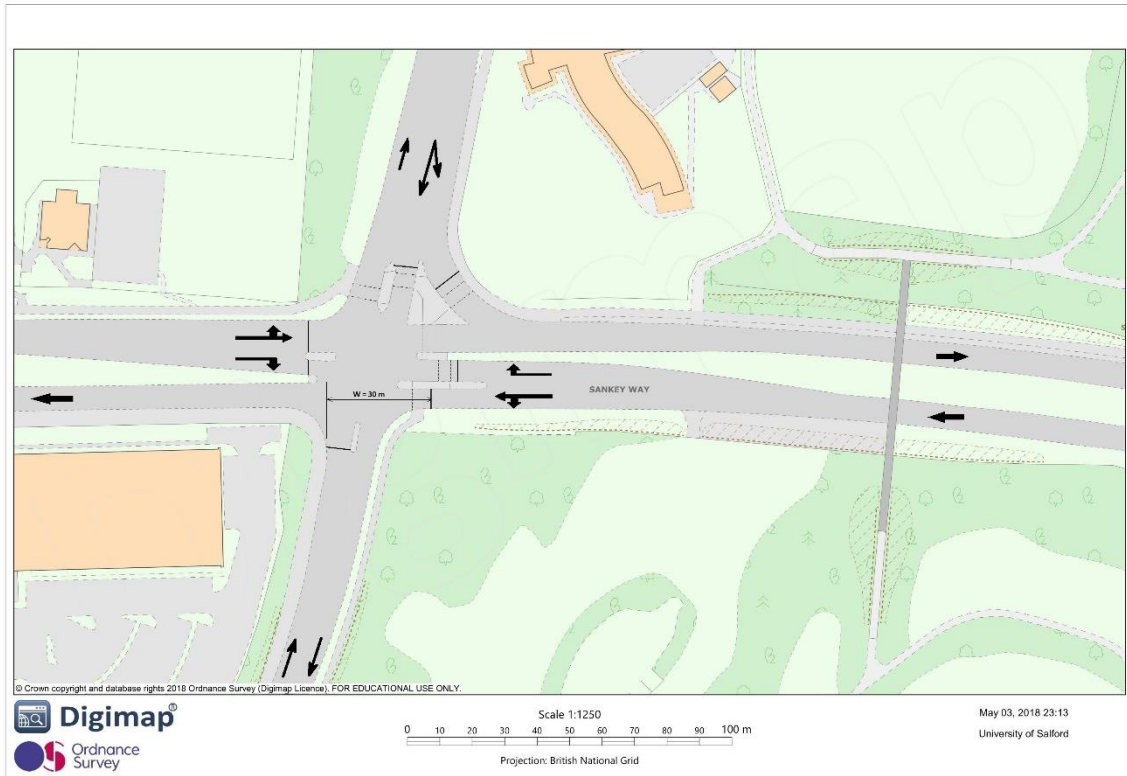 W = 30 m
SANKEY WAY
© Crown copyright and database rights 2018 Ordnance Survey (Digimap Licence). FOR EDUCATIONAL USE ONLY.
Digimap®
Ordnance
Survey
Scale 1:1250
0 10 20 30 40 50 60 70 80 90 100 m
Projection: British National Grid
May 03, 2018 23:13
University of Salford